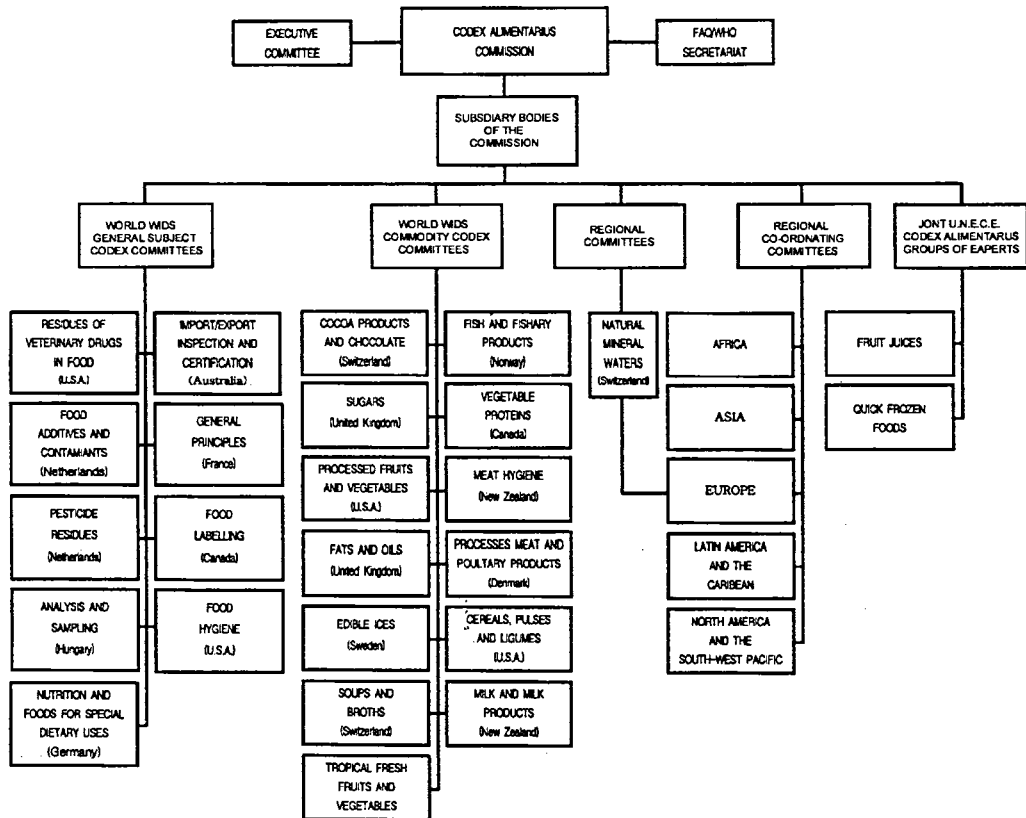 EXECUTIVE
COMMITTEE
CODEX ALIMENTARIUS
COMMISSION
FAO/WHO
SECRETARIAT
SUBSDIARY BODIES
OF THE
COMMISSION
WORLD WIDS
GENERAL SUBJECT
CODEX COMMITTEES
WORLD WIDS
COMMODITY CODEX
COMMITTEES
REGIONAL
COMMITTEES
REGIONAL
CO-ORDNATING
COMMITTEES
JONT U.N.E.C.E.
CODEX ALIMENTARUS
GROUPS OF EAPERTS
RESIDUES OF
VETERINARY DRUGS
IN FOOD
(U.S.A.)
IMPORT/EXPORT
INSPECTION AND
CERTIFICATION
(Australia)
FOOD
ADDITIVES AND
CONTAMIANTS
(Netherlands)
GENERAL
PRINCIPLES
(France)
PESTICIDE
RESIDUES
(Netherlands)
FOOD
LABELLING
(Canada)
ANALYSIS AND
SAMPLING
(Hungary)
FOOD
HYGIENE
(U.S.A.)
NUTRITION AND
FOODS FOR SPECIAL
DIETARY USES
(Germany)
COCOA PRODUCTS
AND CHOCOLATE
(Switzerland)
FISH AND FISHARY
PRODUCTS
(Norway)
SUGARS
(United Kingdom)
VEGETABLE
PROTEINS
(Canada)
PROCESSED FRUITS
AND VEGETABLES
(U.S.A.)
MEAT HYGIENE
(New Zealand)
FATS AND OILS
(United Kingdom)
PROCESSES MEAT AND
POULTARY PRODUCTS
(Denmark)
EDIBLE ICES
(Sweden)
CEREALS, PULSES
AND LIGUMES
(U.S.A.)
SOUPS AND
BROTHS
(Switzerland)
MILK AND MILK
PRODUCTS
(New Zealand)
TROPICAL FRESH
FRUITS AND
VEGETABLES
NATURAL
MINERAL
WATERS
(Switzerland)
AFRICA
ASIA
EUROPE
LATIN AMERICA
AND THE
CARIBEAN
NORTH AMERICA
AND THE
SOUTH-WEST PACIFIC
FRUIT JUICES
QUICK FROZEN
FOODS